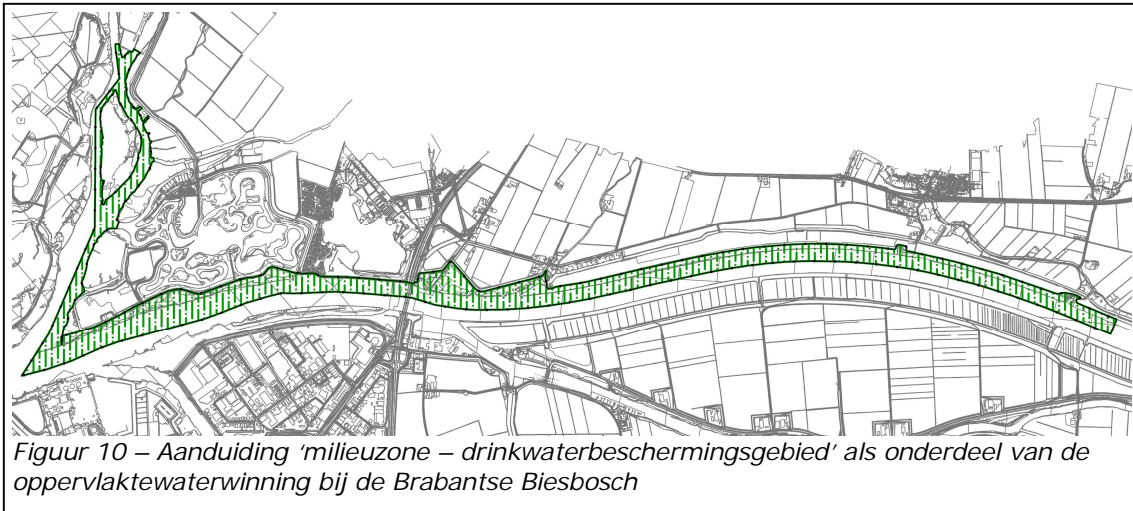 Figuur 10 – Aanduiding ‘milieuzone – drinkwaterbeschermingsgebied’ als onderdeel van de
oppervlaktewaterwinning bij de Brabantse Biesbosch